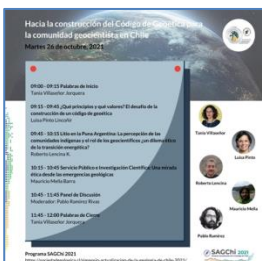 Hacia la construcción del Código de Geoética para
la comunidad geocientista en Chile
Martes 26 de octubre, 2021
09:00 - 09:15 Palabras de Inicio
Tania Villaseñor Jorquera
09:15 - 09:45 ¿Qué principios y qué valores? El desafío de la
construcción de un código de geoética
Luisa Pinto Lincoñir
09:45 - 10:15 Litio en la Puna Argentina: La percepción de las
comunidades indígenas y el rol de los geocientíficos ¿un dilema ético
de la transición energética?
Roberto Lencina K.
10:15 - 10:45 Servicio Público e Investigación Científica: Una mirada
ética desde las emergencias geológicas
Mauricio Mella Barra
10:45 - 11:45 Panel de Discusión
Moderador: Pablo Ramírez Rivas
11:45 - 12:00 Palabras de Cierre
Tania Villaseñor Jorquera
Tania Villaseñor
Luisa Pinto
Roberto Lencina
Mauricio Mella
Pablo Ramírez
Programa SAGChi 2021
SAGCHi 2021